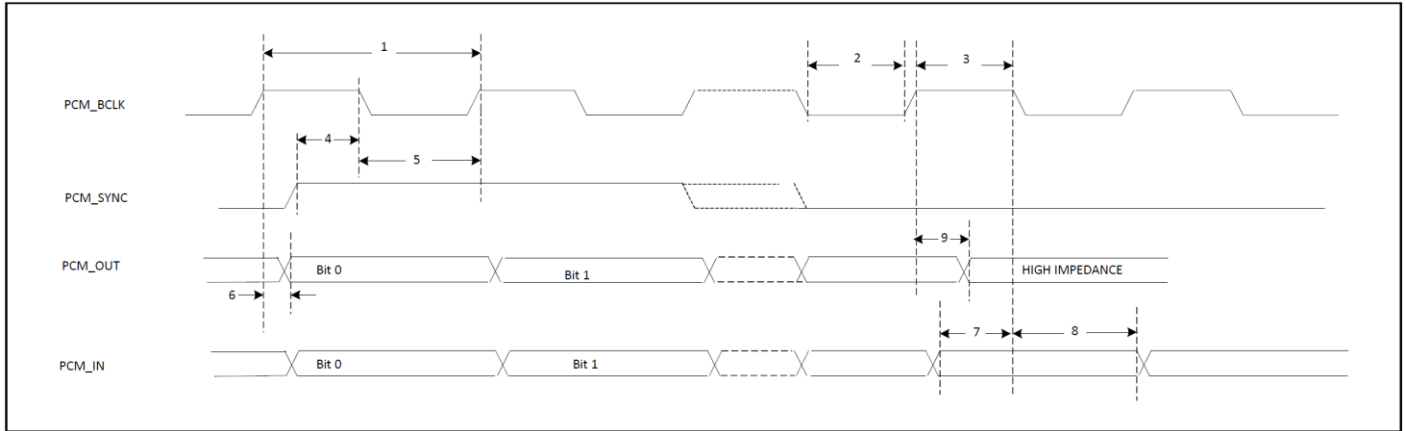 1
2
3
PCM_BCLK
4
5
PCM_SYNC
9
PCM_OUT
Bit 0
Bit 1
HIGH IMPEDANCE
6
7
8
PCM_IN
Bit 0
Bit 1